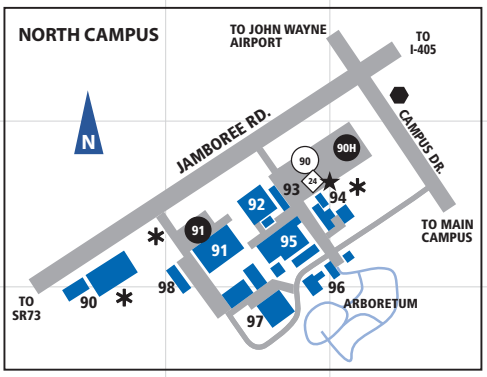 NORTH CAMPUS
TO JOHN WAYNE
AIRPORT
TO
I-405
N
JAMBOREE RD.
CAMPUS DR.
90H
90
24
93
94
92
91
91
95
TO MAIN
CAMPUS
98
96
TO
SR73
90
97
ARBORETUM